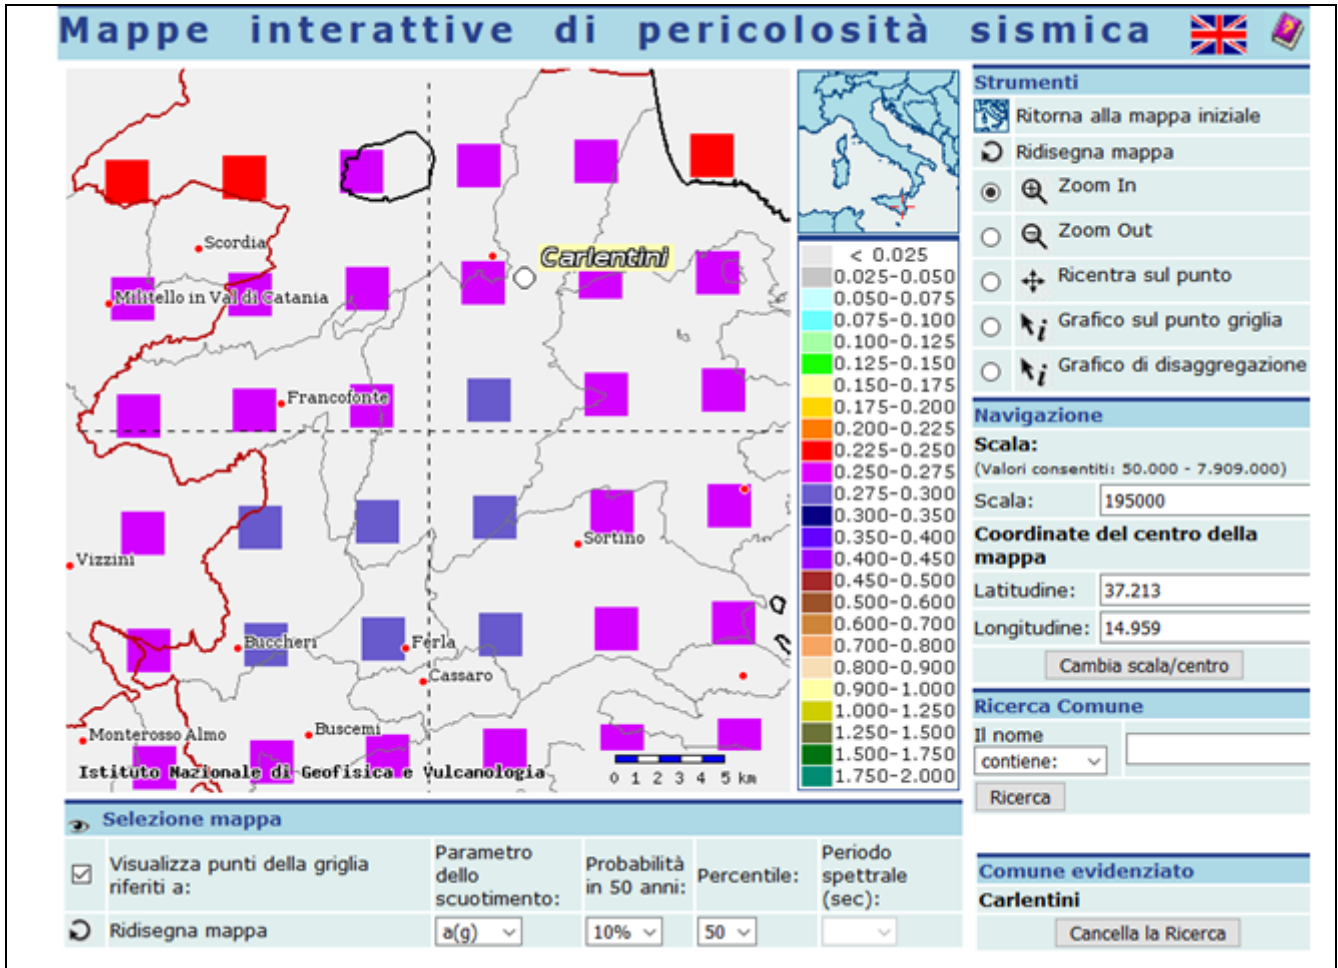 Mappe interattive di pericolosità sismica
Scordia
Carlentini
Militello in Val di Catania
Francofonte
Vizzini
Sortino
Buccheri
Ferla
Cassaro
Monterosso Almo
Buscemi
Istituto Nazionale di Geofisica e Vulcanologia
0 1 2 3 4 5 km
< 0.025
0.025-0.050
0.050-0.075
0.075-0.100
0.100-0.125
0.125-0.150
0.150-0.175
0.175-0.200
0.200-0.225
0.225-0.250
0.250-0.275
0.275-0.300
0.300-0.350
0.350-0.400
0.400-0.450
0.450-0.500
0.500-0.600
0.600-0.700
0.700-0.800
0.800-0.900
0.900-1.000
1.000-1.250
1.250-1.500
1.500-1.750
1.750-2.000
Strumenti
Ritorna alla mappa iniziale
Ridisegna mappa
Zoom In
Zoom Out
Ricentra sul punto
i Grafico sul punto griglia
i Grafico di disaggregazione
Navigazione
Scala:
(Valori consentiti: 50.000 - 7.909.000)
Scala: 195000
Coordinate del centro della
mappa
Latitudine: 37.213
Longitudine: 14.959
Cambia scala/centro
Ricerca Comune
Il nome
contiene:
Ricerca
Comune evidenziato
Carlentini
Cancella la Ricerca
Selezione mappa
Visualizza punti della griglia
riferiti a:
Parametro
dello
scuotimento:
Probabilità
in 50 anni:
Percentile:
Periodo
spettrale
(sec):
Ridisegna mappa
a(g)
10%
50